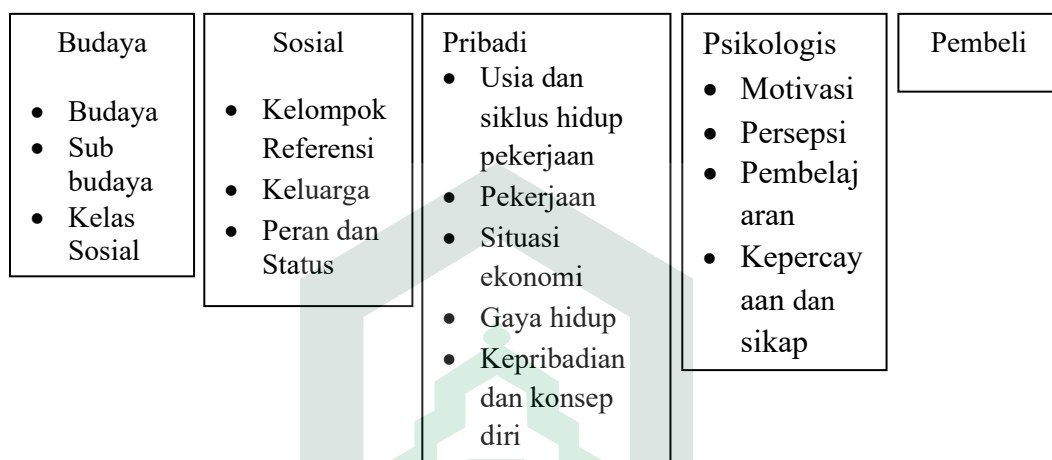 Budaya
• Budaya
• Sub
budaya
• Kelas
Sosial
Sosial
• Kelompok
Referensi
• Keluarga
• Peran dan
Status
Pribadi
• Usia dan
siklus hidup
pekerjaan
• Pekerjaan
• Situasi
ekonomi
• Gaya hidup
• Kepribadian
dan konsep
diri
Psikologis
• Motivasi
• Persepsi
• Pembelaj
aran
• Kepercay
aan dan
sikap
Pembeli